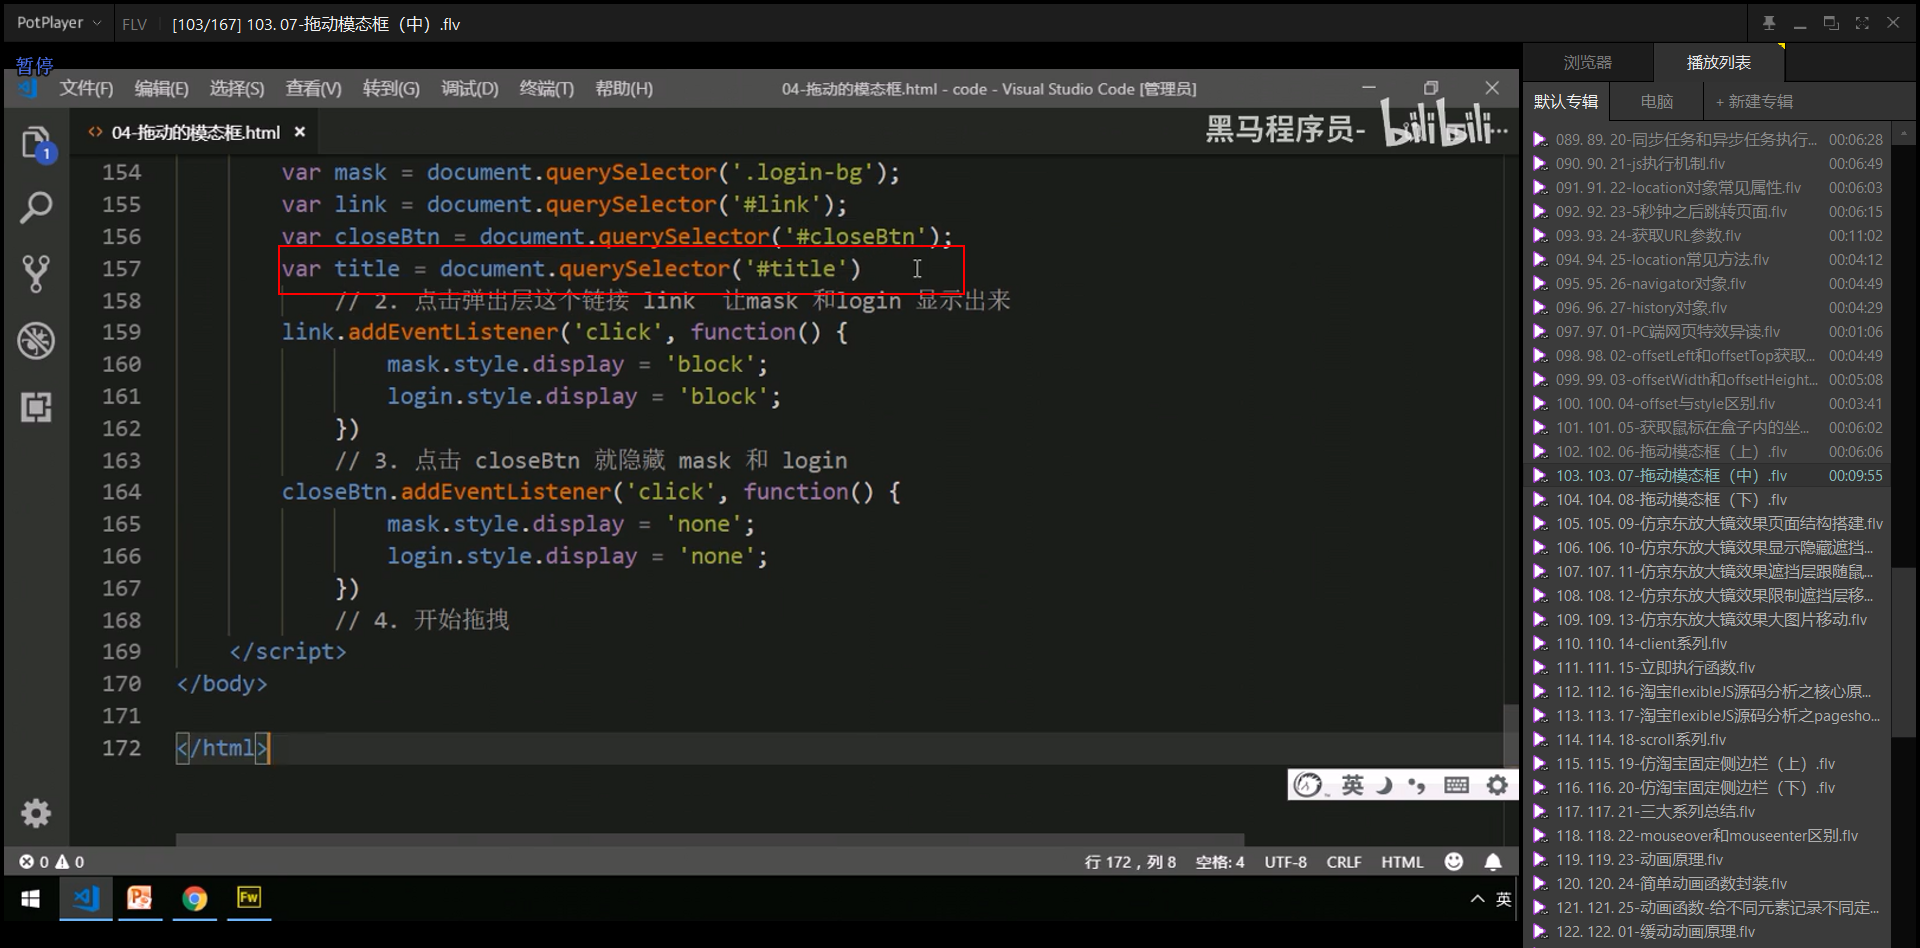 PotPlayer
FLV
[103/167] 103. 07-拖动模态框（中）.flv
暂停
文件(F) 编辑(E) 选择(S) 查看(V) 转到(G) 调试(D) 终端(T) 帮助(H)
04-拖动的模态框.html - code - Visual Studio Code [管理员]
04-拖动的模态框.html
黑马程序员-
bilibili
1
154 var mask = document.querySelector('.login-bg');
155 var link = document.querySelector('#link');
156 var closeBtn = document.querySelector('#closeBtn');
157 var title = document.querySelector('#title')
158 // 2. 点击弹出层这个链接 link 让mask 和login 显示出来
159 link.addEventListener('click', function() {
160 mask.style.display = 'block';
161 login.style.display = 'block';
162 })
163 // 3. 点击 closeBtn 就隐藏 mask 和 login
164 closeBtn.addEventListener('click', function() {
165 mask.style.display = 'none';
166 login.style.display = 'none';
167 })
168 // 4. 开始拖拽
169 </script>
170 </body>
171
172 </html>
英
0 0
行 172，列 8 空格: 4 UTF-8 CRLF HTML
Fw
英
浏览器 播放列表
默认专辑 电脑 + 新建专辑
089. 89. 20-同步任务和异步任务执行... 00:06:28
090. 90. 21-js执行机制.flv 00:06:49
091. 91. 22-location对象常见属性.flv 00:06:03
092. 92. 23-5秒钟之后跳转页面.flv 00:06:15
093. 93. 24-获取URL参数.flv 00:11:02
094. 94. 25-location常见方法.flv 00:04:12
095. 95. 26-navigator对象.flv 00:04:49
096. 96. 27-history对象.flv 00:04:29
097. 97. 01-PC端网页特效导读.flv 00:01:06
098. 98. 02-offsetLeft和offsetTop获取... 00:04:49
099. 99. 03-offsetWidth和offsetHeight... 00:05:08
100. 100. 04-offset与style区别.flv 00:03:41
101. 101. 05-获取鼠标在盒子内的坐... 00:06:02
102. 102. 06-拖动模态框（上）.flv 00:06:06
103. 103. 07-拖动模态框（中）.flv 00:09:55
104. 104. 08-拖动模态框（下）.flv
105. 105. 09-仿京东放大镜效果页面结构搭建.flv
106. 106. 10-仿京东放大镜效果显示隐藏遮挡...
107. 107. 11-仿京东放大镜效果遮挡层跟随鼠...
108. 108. 12-仿京东放大镜效果限制遮挡层移...
109. 109. 13-仿京东放大镜效果大图片移动.flv
110. 110. 14-client系列.flv
111. 111. 15-立即执行函数.flv
112. 112. 16-淘宝flexibleJS源码分析之核心原...
113. 113. 17-淘宝flexibleJS源码分析之pagesho...
114. 114. 18-scroll系列.flv
115. 115. 19-仿淘宝固定侧边栏（上）.flv
116. 116. 20-仿淘宝固定侧边栏（下）.flv
117. 117. 21-三大系列总结.flv
118. 118. 22-mouseover和mouseenter区别.flv
119. 119. 23-动画原理.flv
120. 120. 24-简单动画函数封装.flv
121. 121. 25-动画函数-给不同元素记录不同定...
122. 122. 01-缓动动画原理.flv